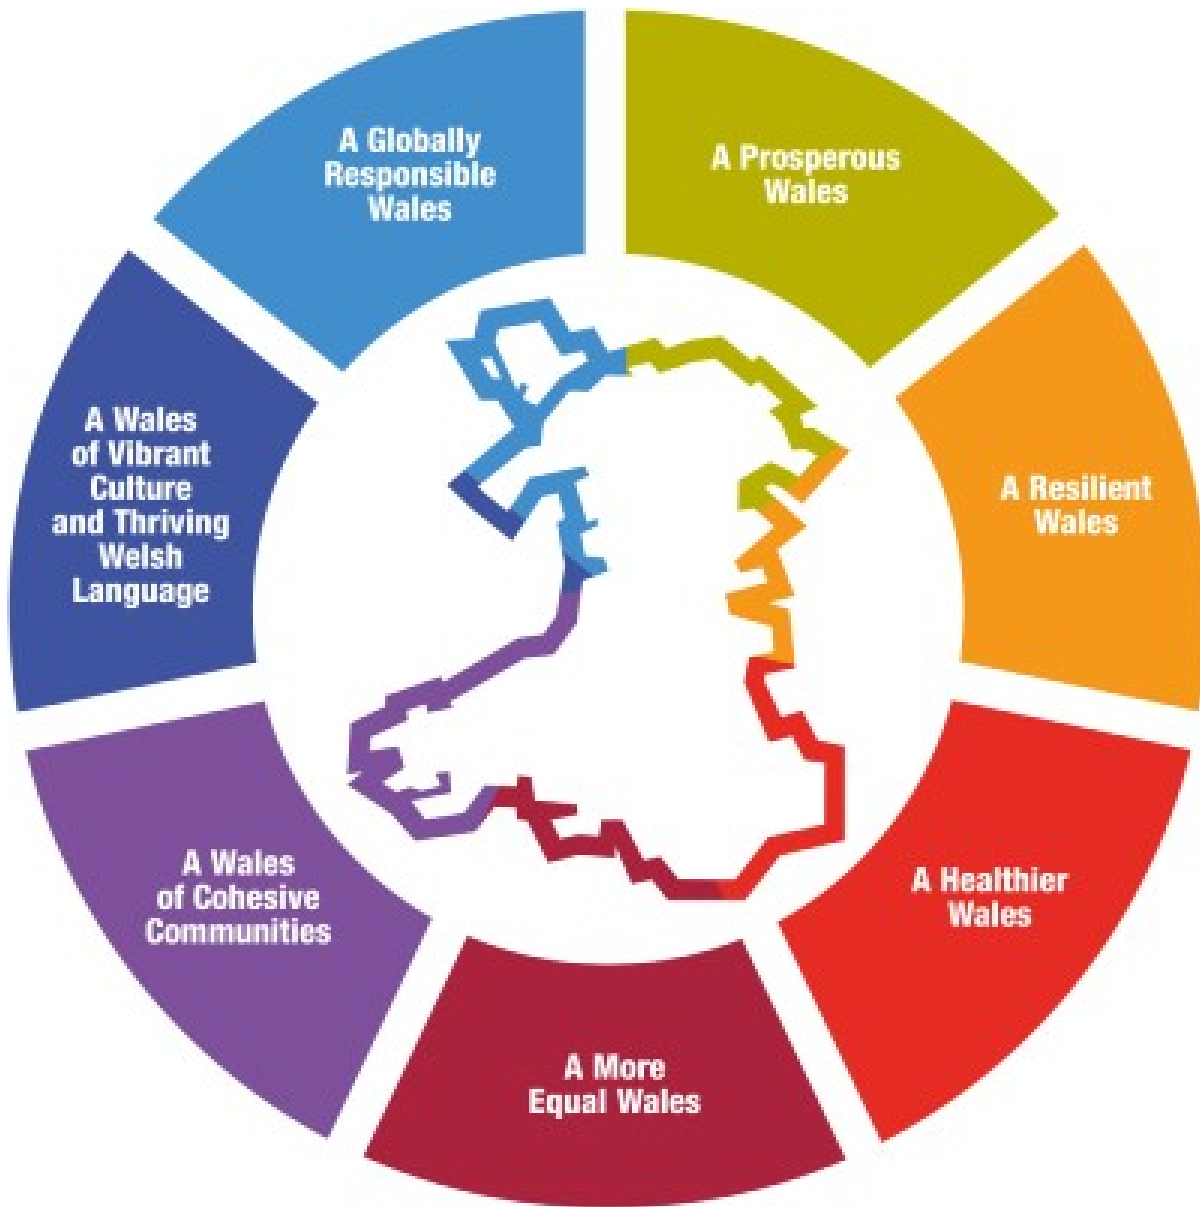 A Globally
Responsible
Wales
A Prosperous
Wales
A Resilient
Wales
A Healthier
Wales
A More
Equal Wales
A Wales
of Cohesive
Communities
A Wales
of Vibrant
Culture
and Thriving
Welsh
Language